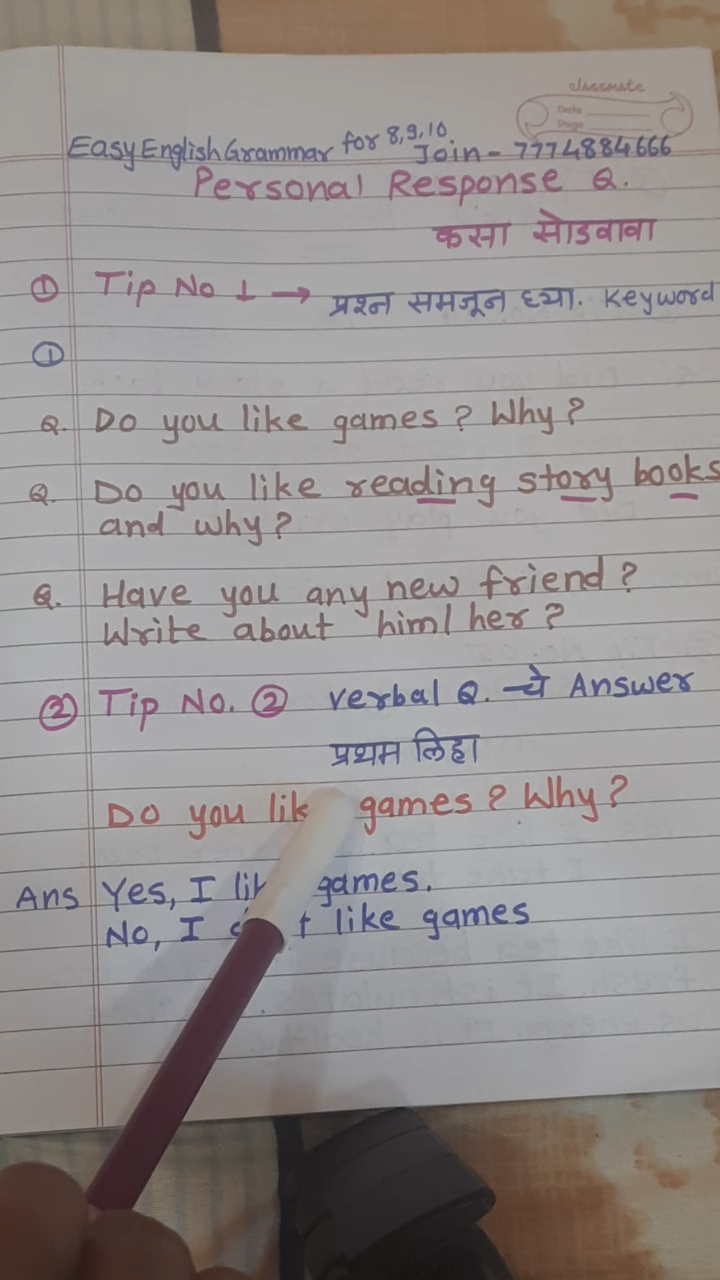 classmate
Date
Page
Easy English Grammar for 8,9,10
Join - 7774884666
Personal Response Q.
कसा सोडवावा
① Tip No 1 → प्रश्न समजून घ्या. Keyword
①
Q. Do you like games ? Why ?
Q. Do you like reading story books
and why ?
Q. Have you any new friend ?
Write about him/her ?
② Tip No. ② verbal Q. -चे Answer
प्रथम लिहा
Do you lik games ? Why ?
Ans Yes, I lik games.
No, I d t like games